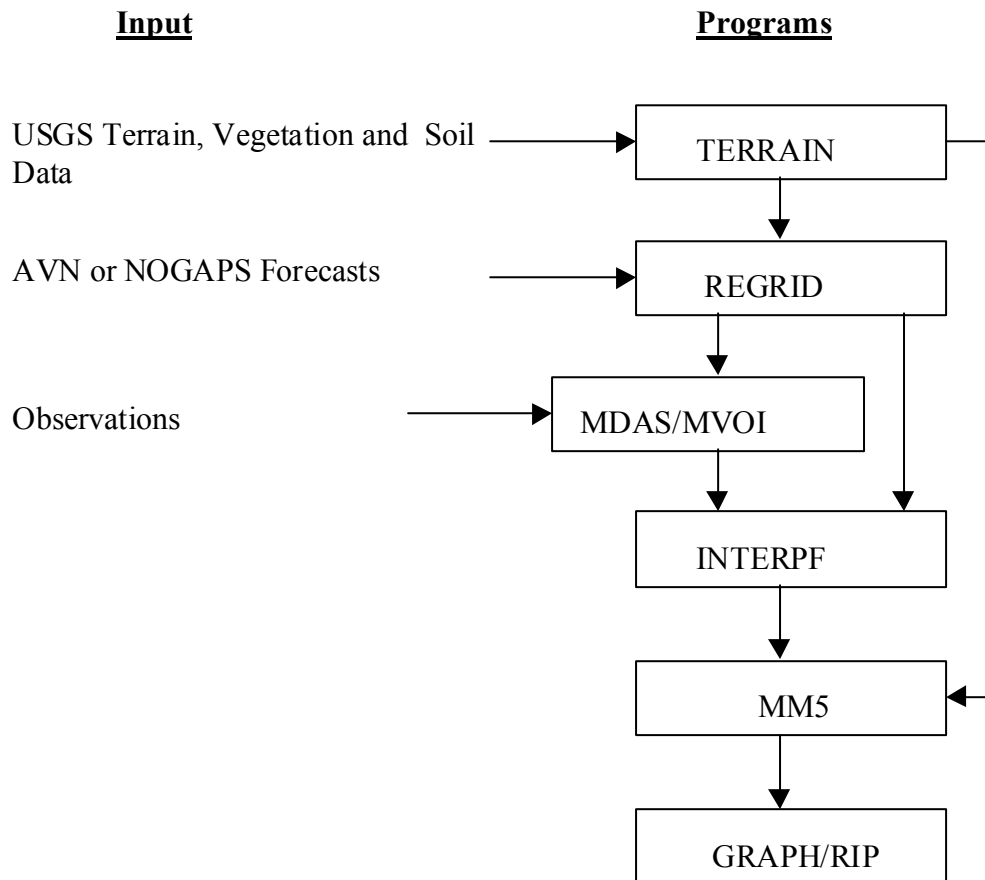 Input Programs
USGS Terrain, Vegetation and Soil
Data
TERRAIN
AVN or NOGAPS Forecasts
REGRID
Observations
MDAS/MVOI
INTERPF
MM5
GRAPH/RIP